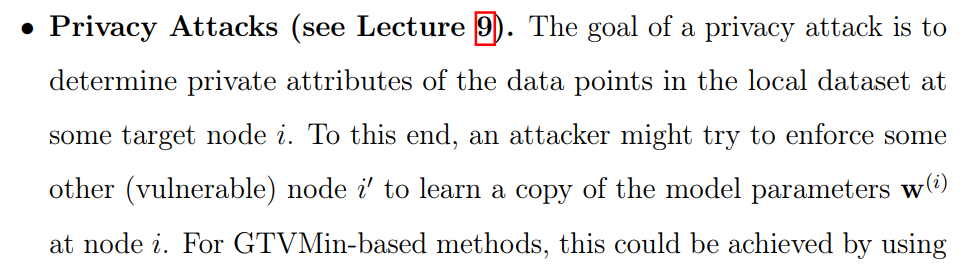 • Privacy Attacks (see Lecture 9). The goal of a privacy attack is to
determine private attributes of the data points in the local dataset at
some target node i. To this end, an attacker might try to enforce some
other (vulnerable) node i′ to learn a copy of the model parameters w⁽ⁱ⁾
at node i. For GTVMin-based methods, this could be achieved by using